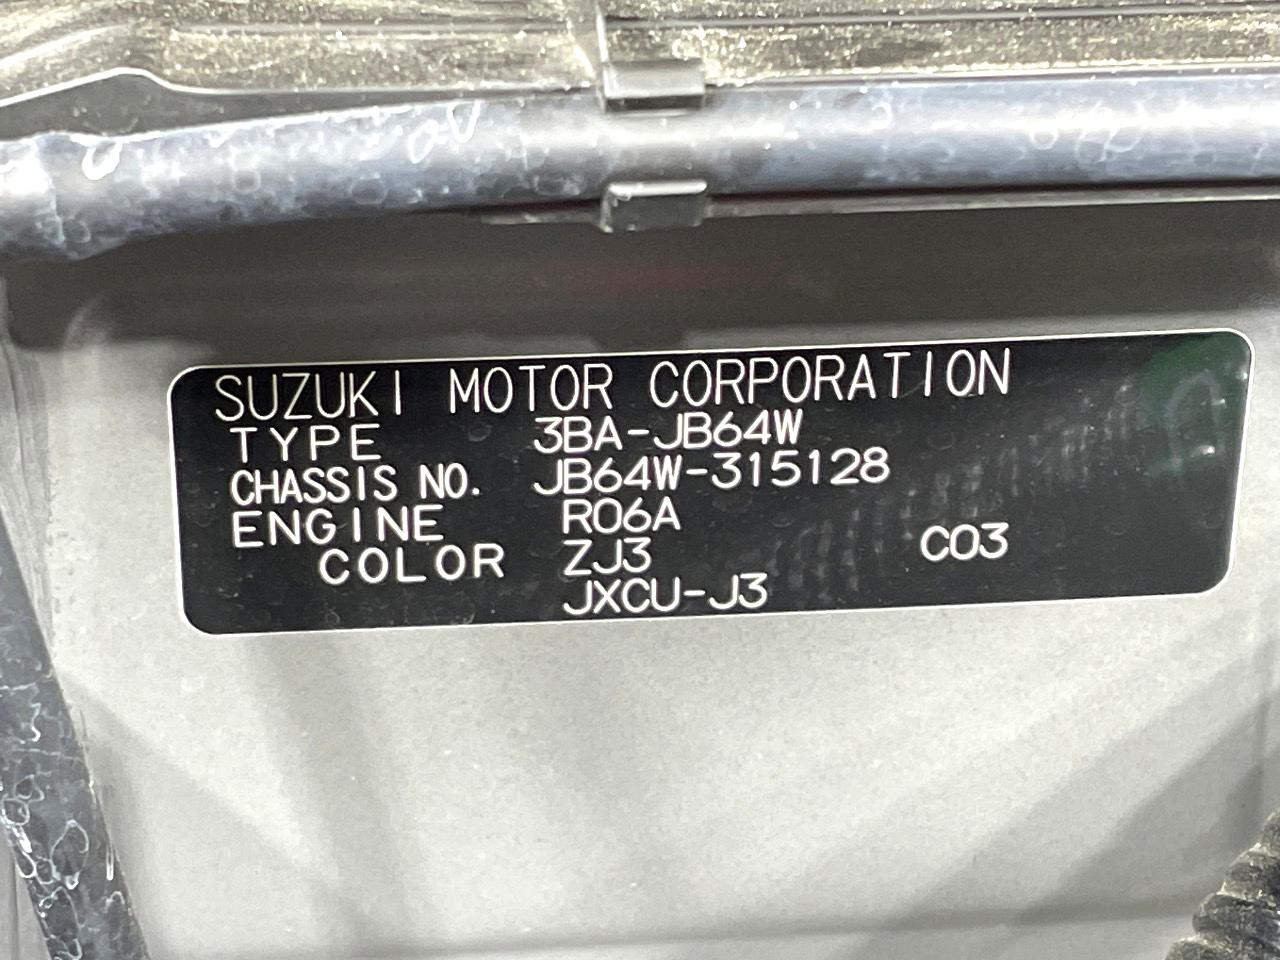 SUZUKI MOTOR CORPORATION
TYPE 3BA-JB64W
CHASSIS NO. JB64W-315128
ENGINE R06A
COLOR ZJ3 C03
JXCU-J3